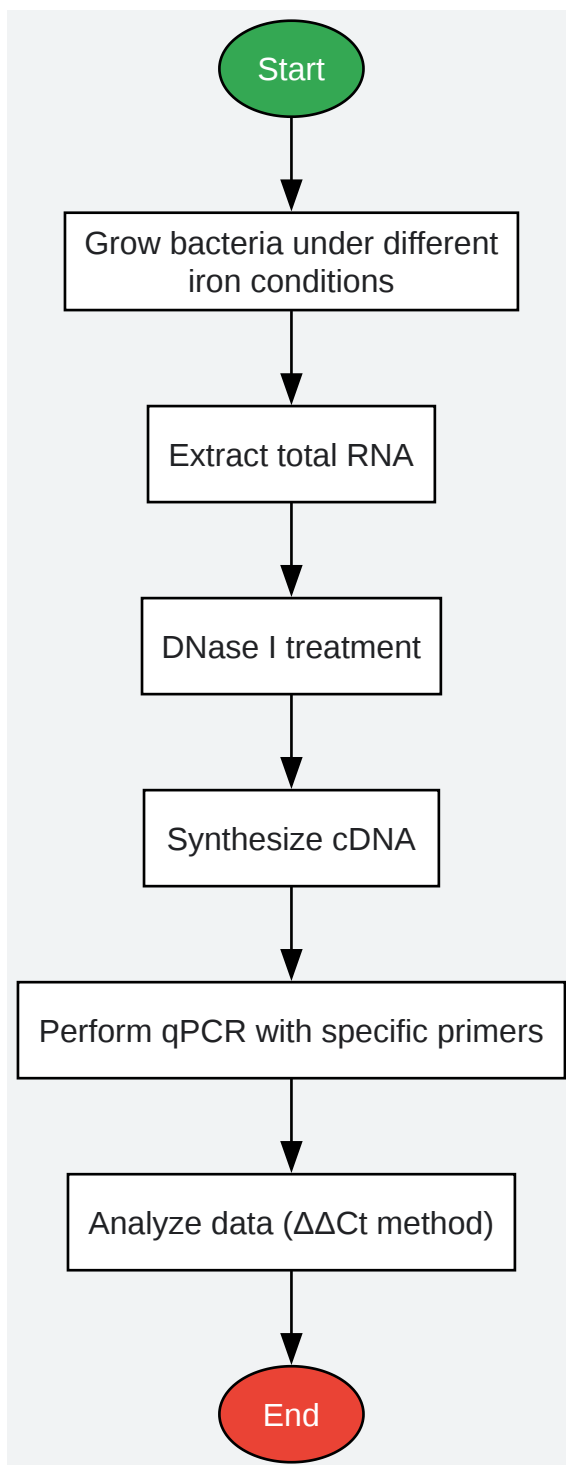 Start
Grow bacteria under different
iron conditions
Extract total RNA
DNase I treatment
Synthesize cDNA
Perform qPCR with specific primers
Analyze data (ΔΔCt method)
End